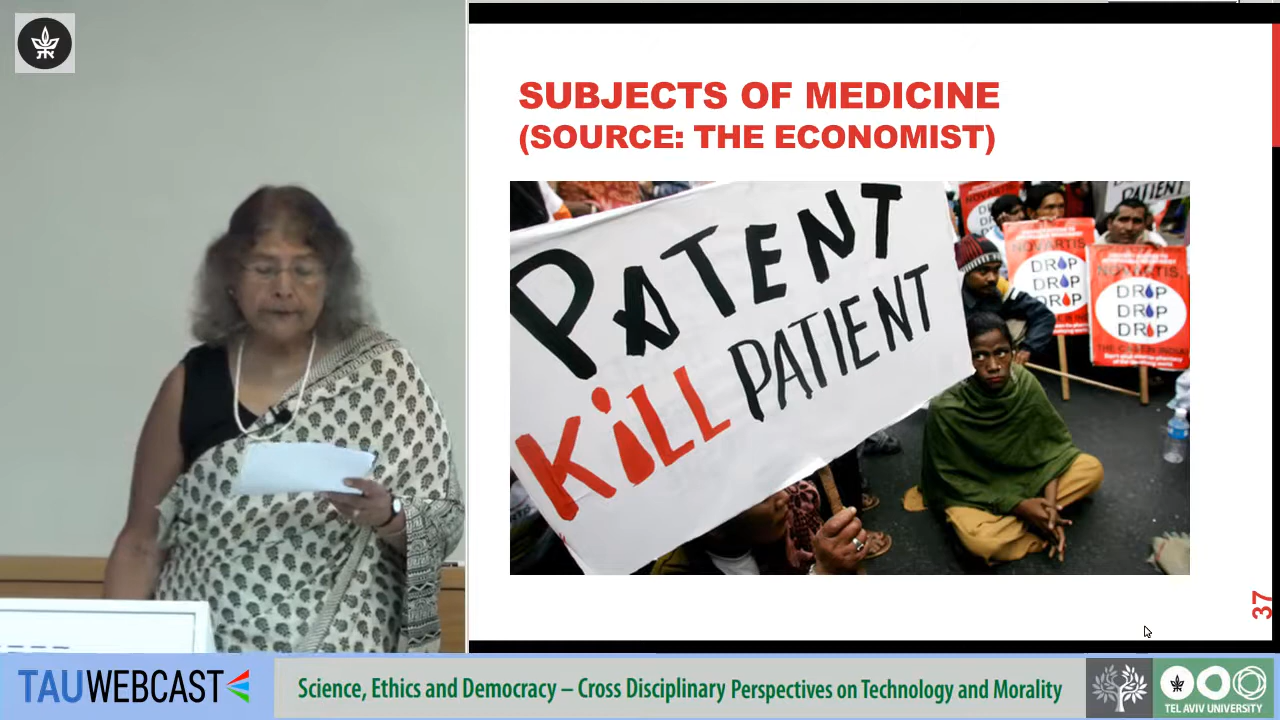 SUBJECTS OF MEDICINE
(SOURCE: THE ECONOMIST)
PATENT
KILL PATIENT
PATIENT
NOVARTIS
DROP
DROP
DROP
NOVARTIS,
DROP
DROP
DROP
37
TAUWEBCAST
Science, Ethics and Democracy – Cross Disciplinary Perspectives on Technology and Morality
TEL AVIV UNIVERSITY